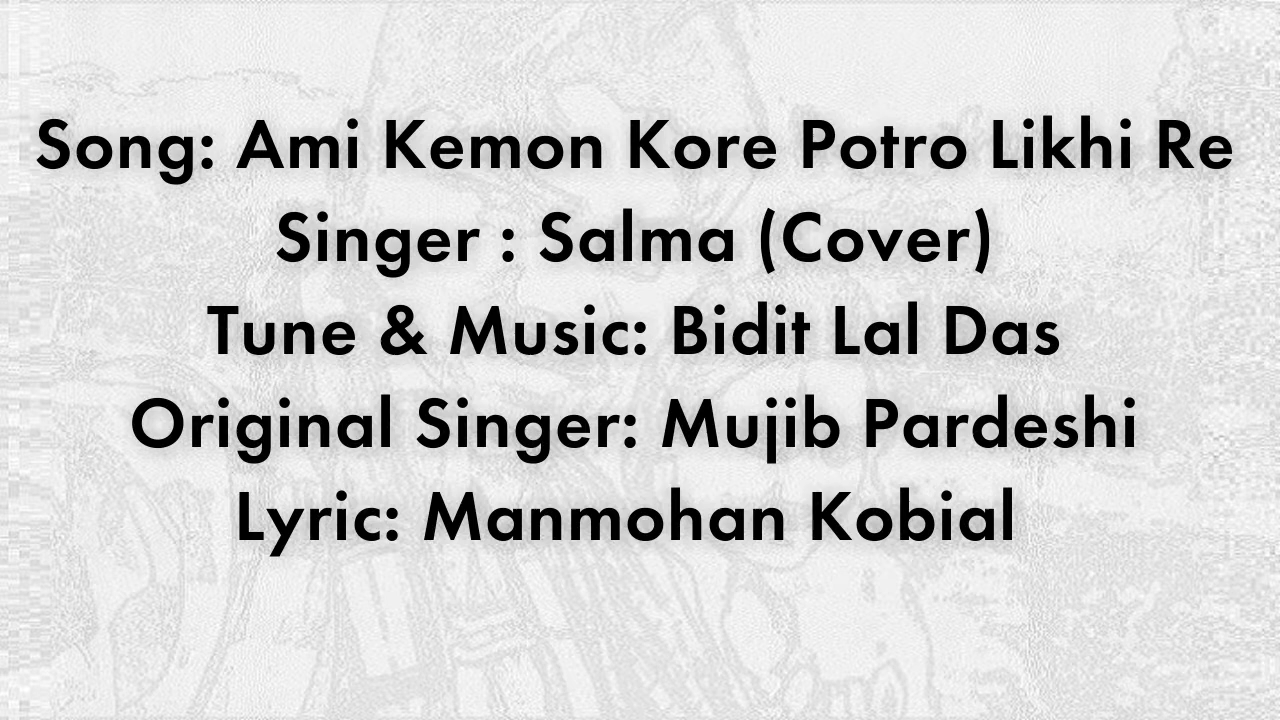 Song: Ami Kemon Kore Potro Likhi Re
Singer : Salma (Cover)
Tune & Music: Bidit Lal Das
Original Singer: Mujib Pardeshi
Lyric: Manmohan Kobial